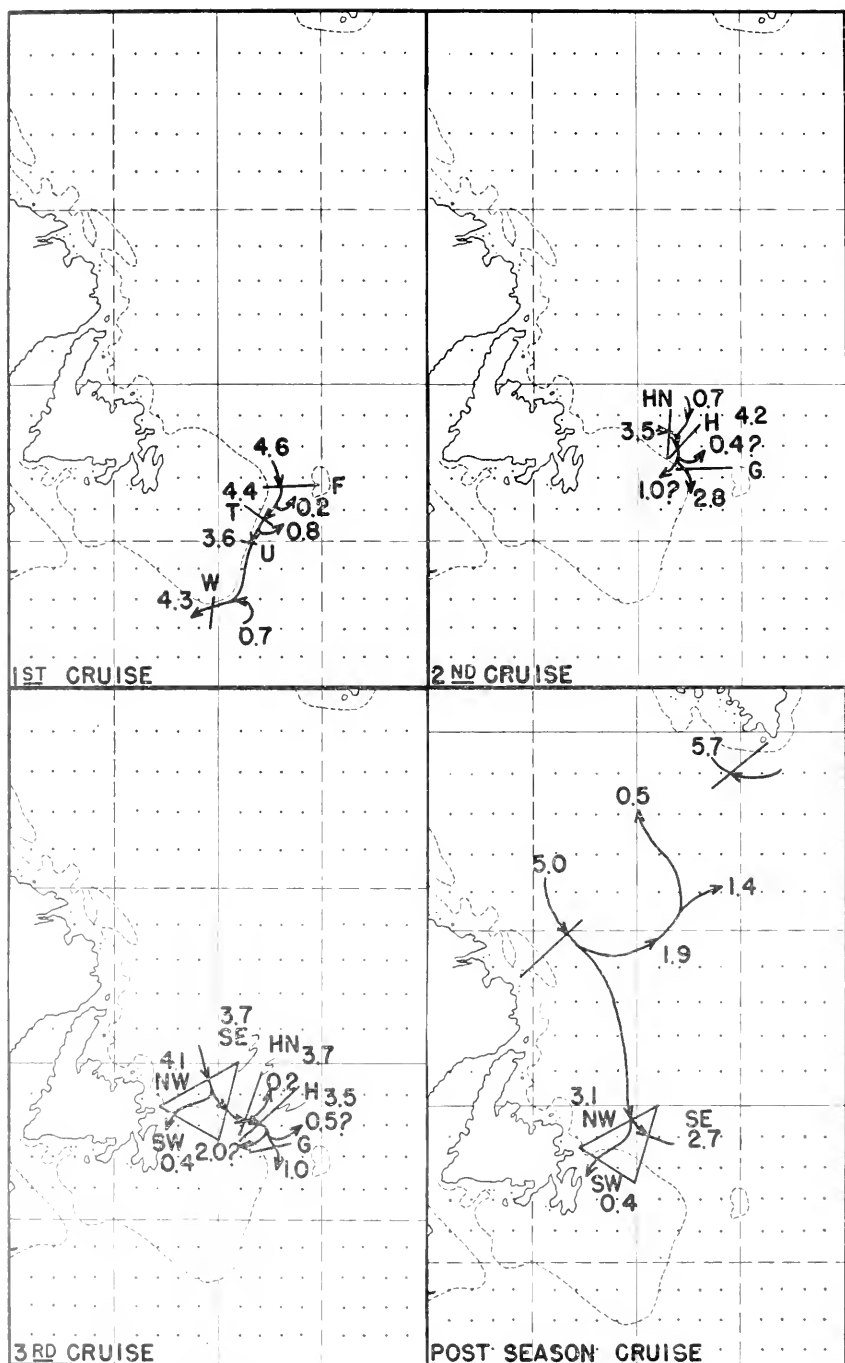 4.6
F
4.4
T
0.2
0.8
3.6
U
W
4.3
0.7
1ST CRUISE
HN
0.7
H 4.2
3.5
0.4?
G
1.0?
2.8
2ND CRUISE
3.7
SE
HN 3.7
4.1
NW
0.2
H 3.5
0.5?
SW
0.4
2.0?
G
1.0
3RD CRUISE
5.7
0.5
5.0
1.4
1.9
3.1
NW
SE
2.7
SW
0.4
POST SEASON CRUISE